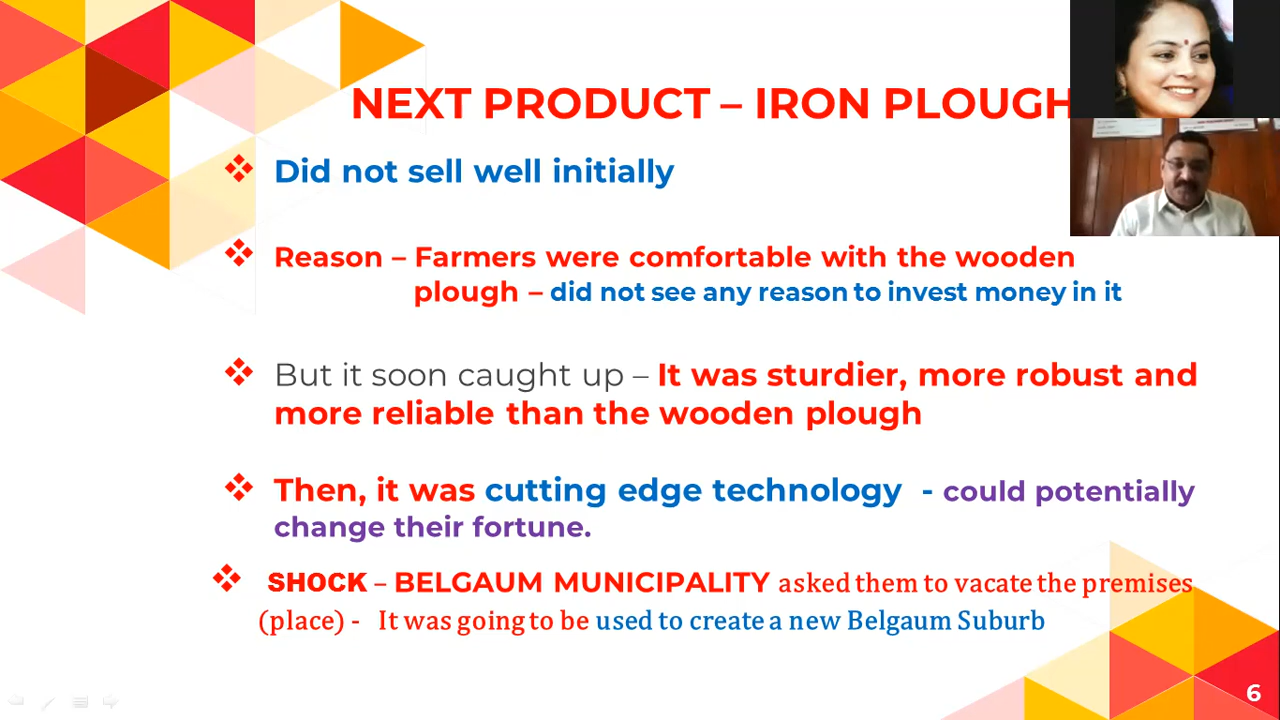 NEXT PRODUCT – IRON PLOUGH
❖ Did not sell well initially
❖ Reason – Farmers were comfortable with the wooden
plough – did not see any reason to invest money in it
❖ But it soon caught up – It was sturdier, more robust and
more reliable than the wooden plough
❖ Then, it was cutting edge technology - could potentially
change their fortune.
❖ SHOCK – BELGAUM MUNICIPALITY asked them to vacate the premises
(place) - It was going to be used to create a new Belgaum Suburb
6